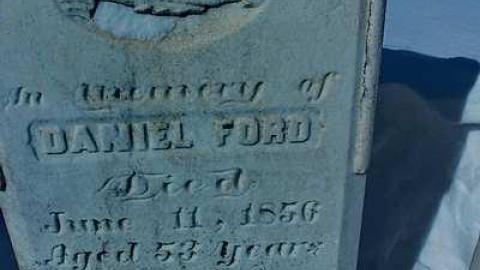 In memory of
DANIEL FORD
Died
June 11, 1856
Aged 53 Years